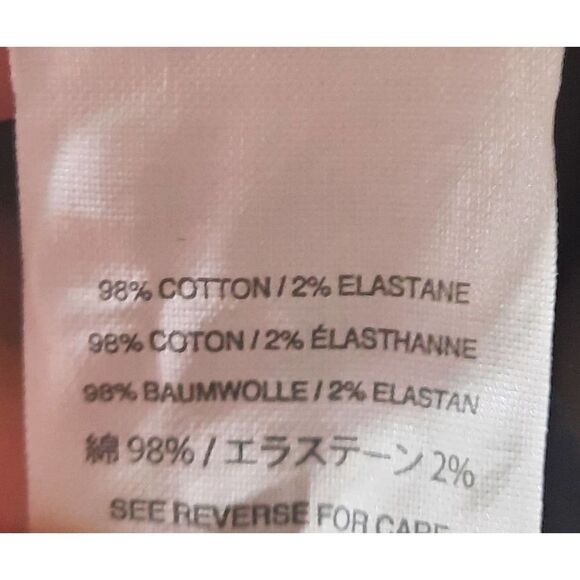 98% COTTON / 2% ELASTANE
98% COTON / 2% ÉLASTHANNE
98% BAUMWOLLE / 2% ELASTAN
綿 98% / エラステーン 2%
SEE REVERSE FOR CARE